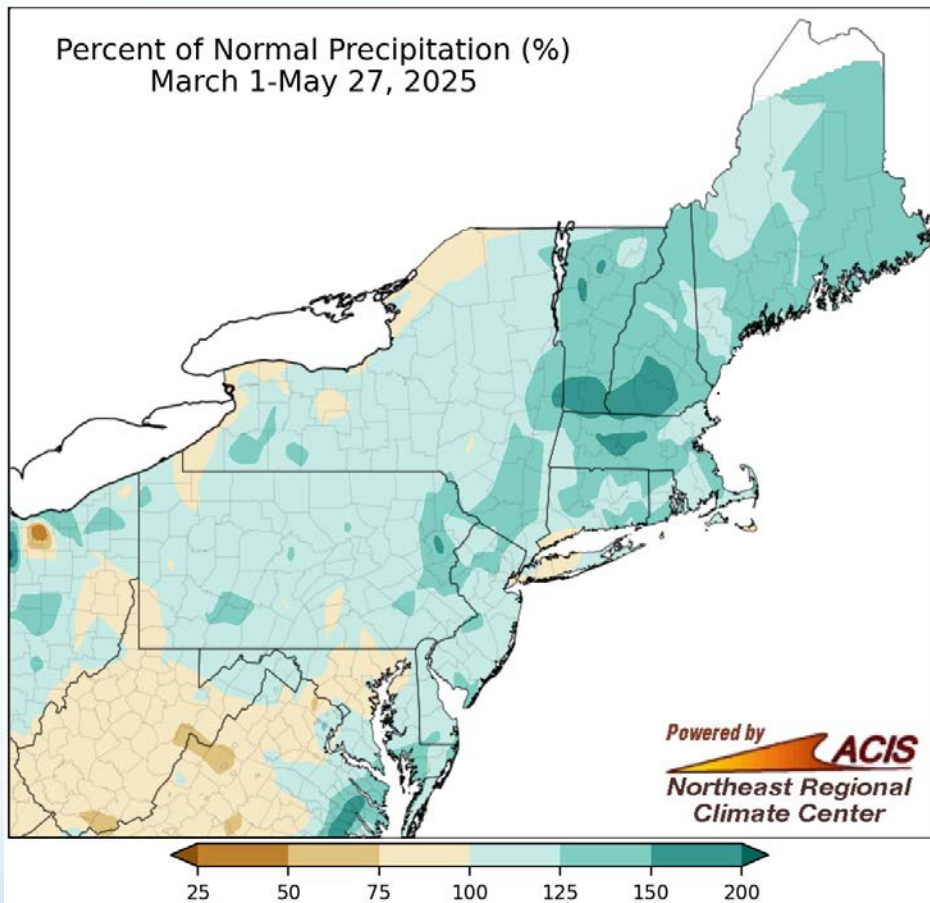 Percent of Normal Precipitation (%)
March 1-May 27, 2025
Powered by
ACIS
Northeast Regional
Climate Center
25 50 75 100 125 150 200